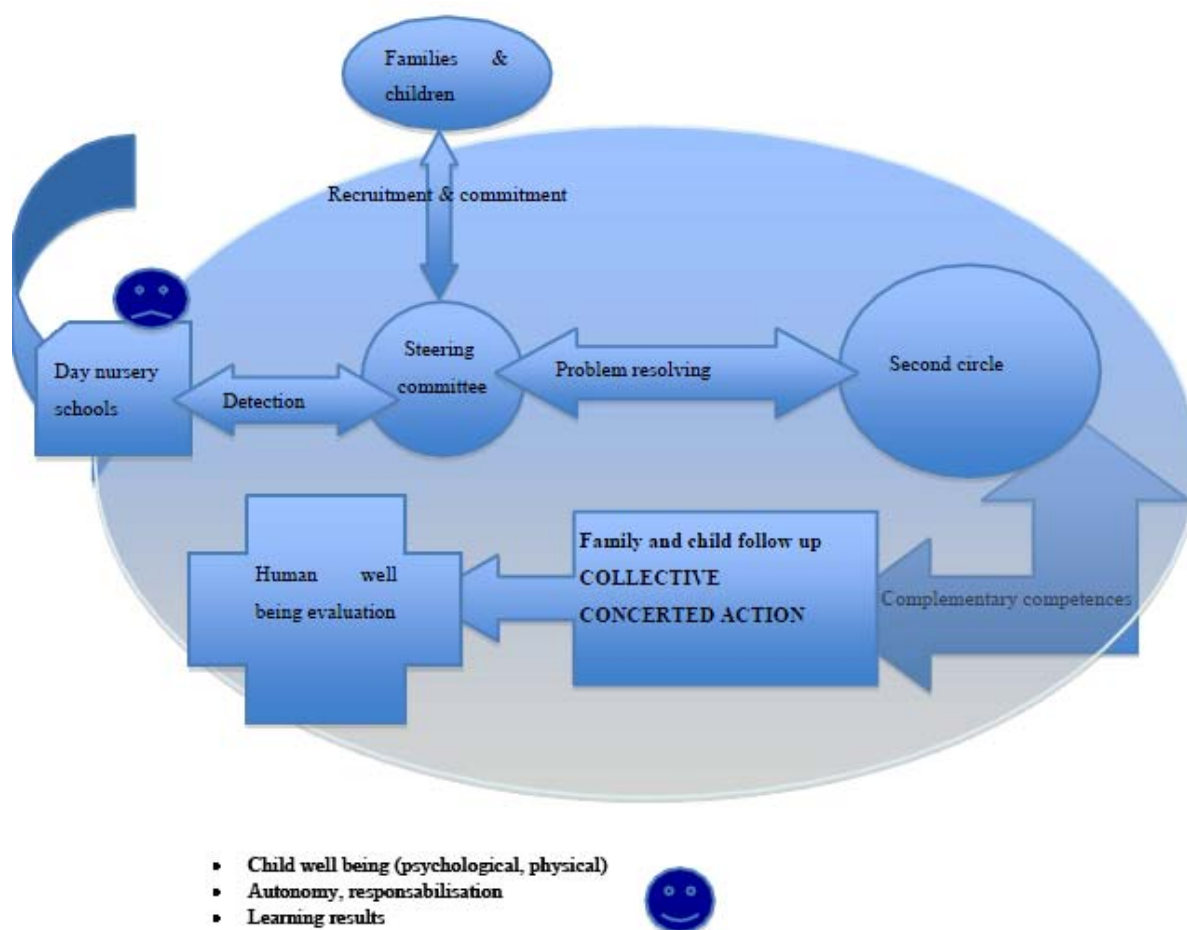 Families &
children
Recruitment & commitment
Day nursery
schools
Detection
Steering
committee
Problem resolving
Second circle
Human well
being evaluation
Family and child follow up
COLLECTIVE
CONCERTED ACTION
Complementary competences
• Child well being (psychological, physical)
• Autonomy, responsabilisation
• Learning results